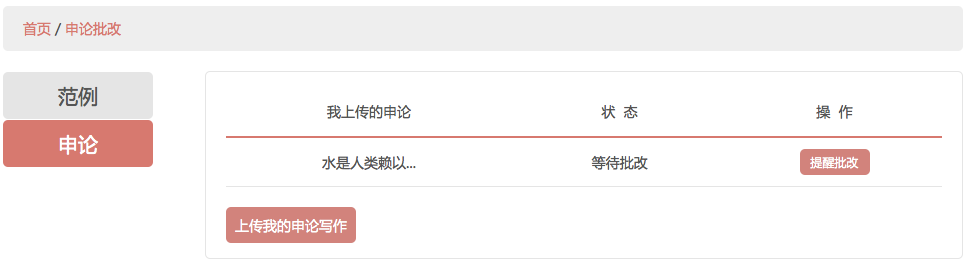 首页 / 申论批改
范例
申论
我上传的申论 状 态 操 作
水是人类赖以... 等待批改 提醒批改
上传我的申论写作